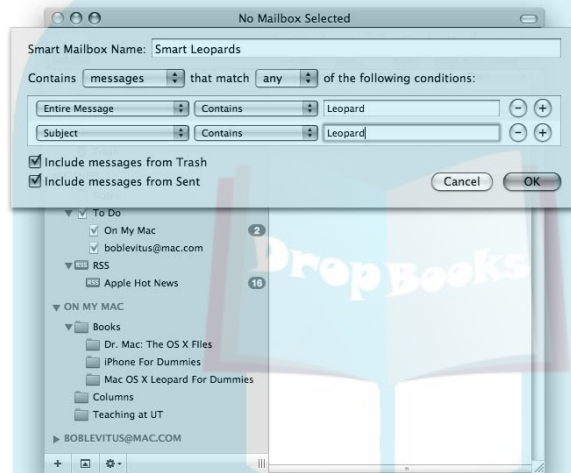 No Mailbox Selected
Smart Mailbox Name: Smart Leopards
Contains messages that match any of the following conditions:
Entire Message Contains Leopard
Subject Contains Leopard
Include messages from Trash
Include messages from Sent
Cancel OK
To Do
On My Mac 2
boblevitus@mac.com
RSS RSS
RSS Apple Hot News 16
ON MY MAC
Books
Dr. Mac: The OS X Files
iPhone For Dummies
Mac OS X Leopard For Dummies
Columns
Teaching at UT
BOBLEVITUS@MAC.COM
DropBooks